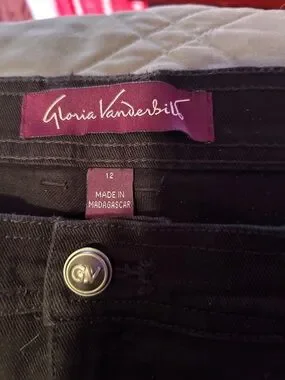 Gloria Vanderbilt
12
MADE IN
MADAGASCAR
GV